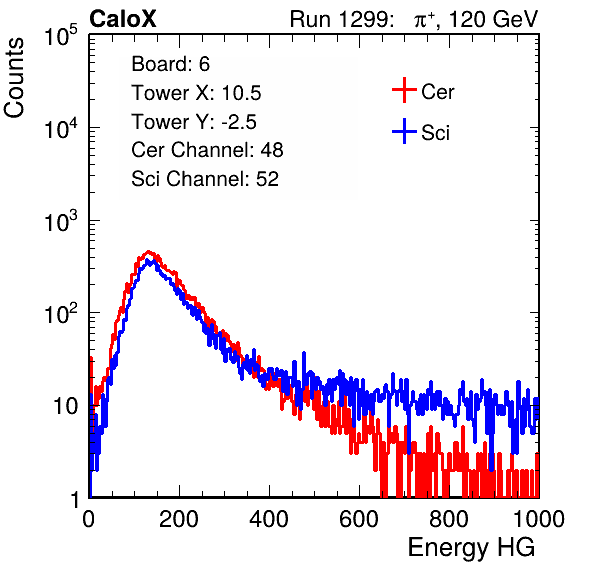 CaloX Run 1299: π⁺, 120 GeV
Counts
10⁵
10⁴
10³
10²
10
1
Board: 6
Tower X: 10.5
Tower Y: -2.5
Cer Channel: 48
Sci Channel: 52
Cer
Sci
0 200 400 600 800 1000
Energy HG